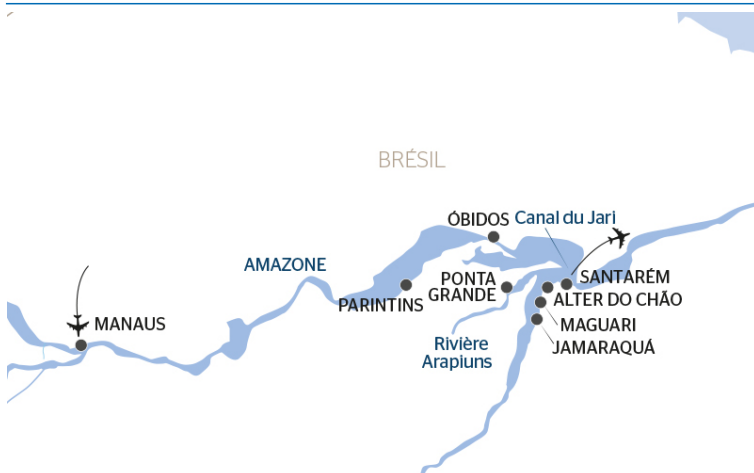 BRÉSIL
ÓBIDOS
Canal du Jari
AMAZONE
PONTA
GRANDE
SANTARÉM
PARINTINS
ALTER DO CHÃO
MANAUS
MAGUARI
Rivière
Arapiuns
JAMARAQUÁ